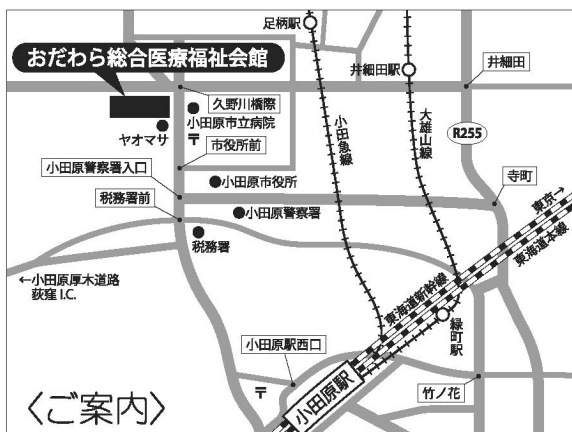 足柄駅
おだわら総合医療福祉会館
井細田駅
井細田
久野川橋際
小田原市立病院
〒
ヤオマサ
小田急線
大雄山線
R255
市役所前
小田原警察署入口
小田原市役所
寺町
税務署前
小田原警察署
東京→
税務署
東海道本線
←小田原厚木道路
荻窪 I.C.
東海道新幹線
緑町駅
小田原駅西口
〒
小田原駅
竹ノ花
〈ご案内〉